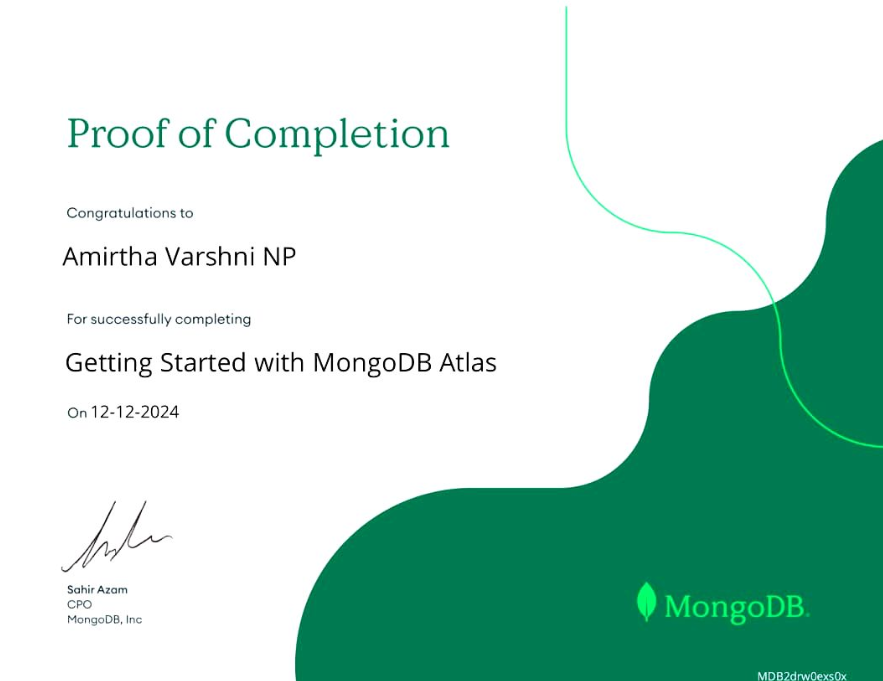 Proof of Completion
Congratulations to
Amirtha Varshni NP
For successfully completing
Getting Started with MongoDB Atlas
On 12-12-2024
Sahir Azam
CPO
MongoDB, Inc
MongoDB.
MDB2drw0exs0x